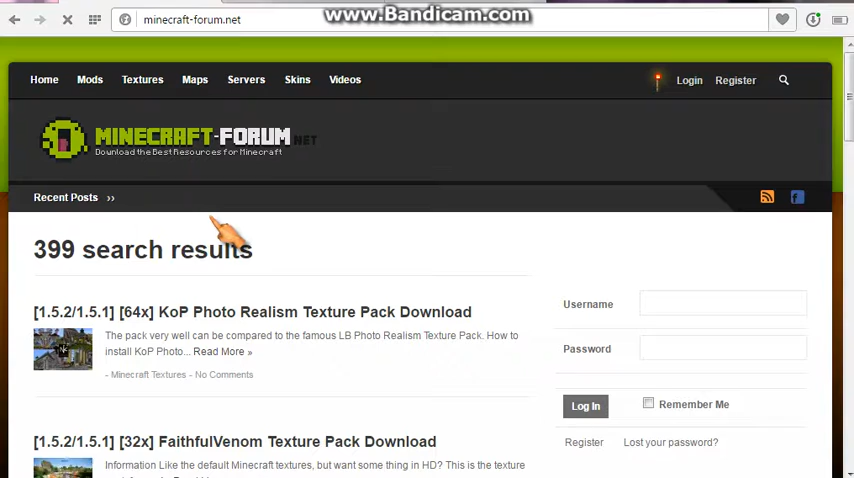 www.Bandicam.com
minecraft-forum.net
Home Mods Textures Maps Servers Skins Videos Login Register
MINECRAFT-FORUM.NET
Download the Best Resources for Minecraft
Recent Posts ››
399 search results
[1.5.2/1.5.1] [64x] KoP Photo Realism Texture Pack Download
The pack very well can be compared to the famous LB Photo Realism Texture Pack. How to
install KoP Photo... Read More »
- Minecraft Textures - No Comments
[1.5.2/1.5.1] [32x] FaithfulVenom Texture Pack Download
Information Like the default Minecraft textures, but want some thing in HD? This is the texture
Username
Password
Log In Remember Me
Register Lost your password?